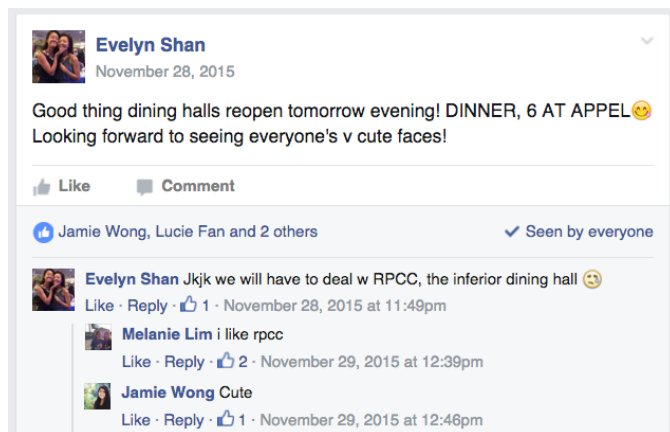 Evelyn Shan
November 28, 2015
Good thing dining halls reopen tomorrow evening! DINNER, 6 AT APPEL😋
Looking forward to seeing everyone's v cute faces!
Like Comment
Jamie Wong, Lucie Fan and 2 others Seen by everyone
Evelyn Shan Jkjk we will have to deal w RPCC, the inferior dining hall 😢
Like · Reply · 1 · November 28, 2015 at 11:49pm
Melanie Lim i like rpcc
Like · Reply · 2 · November 29, 2015 at 12:39pm
Jamie Wong Cute
Like · Reply · 1 · November 29, 2015 at 12:46pm